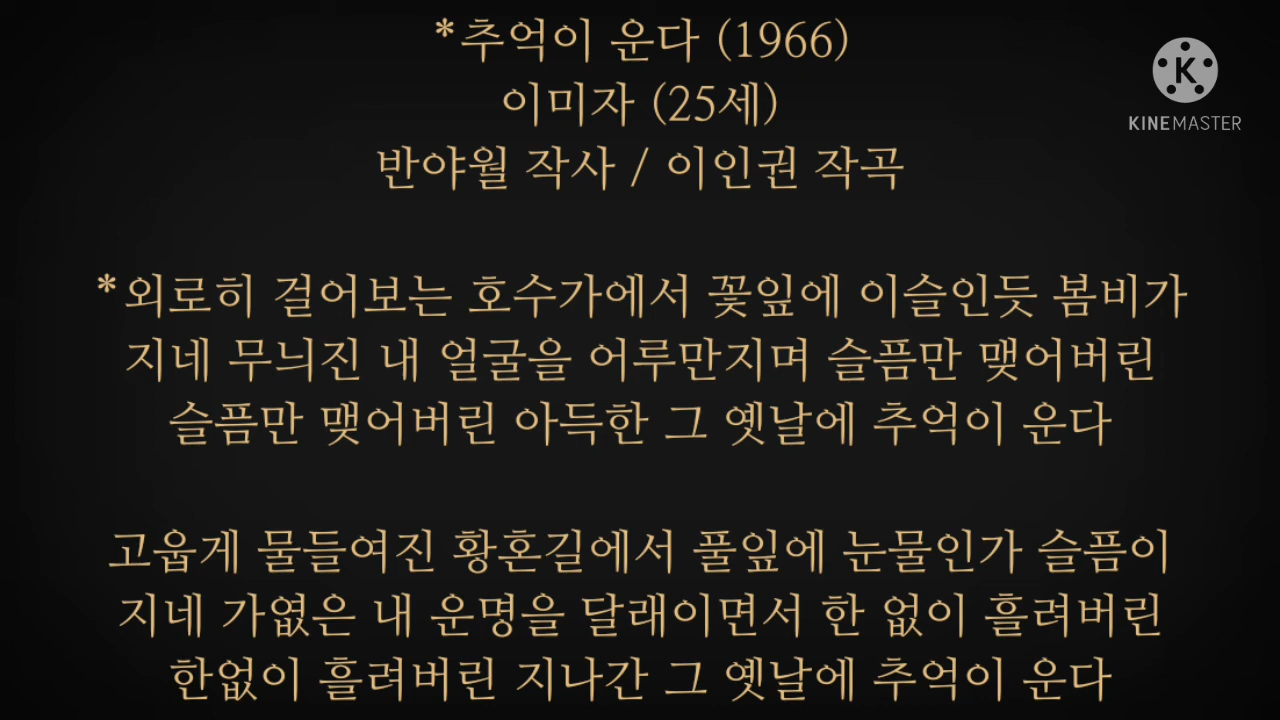 *추억이 운다 (1966)
이미자 (25세)
반야월 작사 / 이인권 작곡
K
KINEMASTER
*외로히 걸어보는 호수가에서 꽃잎에 이슬인듯 봄비가
지네 무늬진 내 얼굴을 어루만지며 슬픔만 맺어버린
슬픔만 맺어버린 아득한 그 옛날에 추억이 운다
고웁게 물들여진 황혼길에서 풀잎에 눈물인가 슬픔이
지네 가엾은 내 운명을 달래이면서 한 없이 흘려버린
한없이 흘려버린 지나간 그 옛날에 추억이 운다